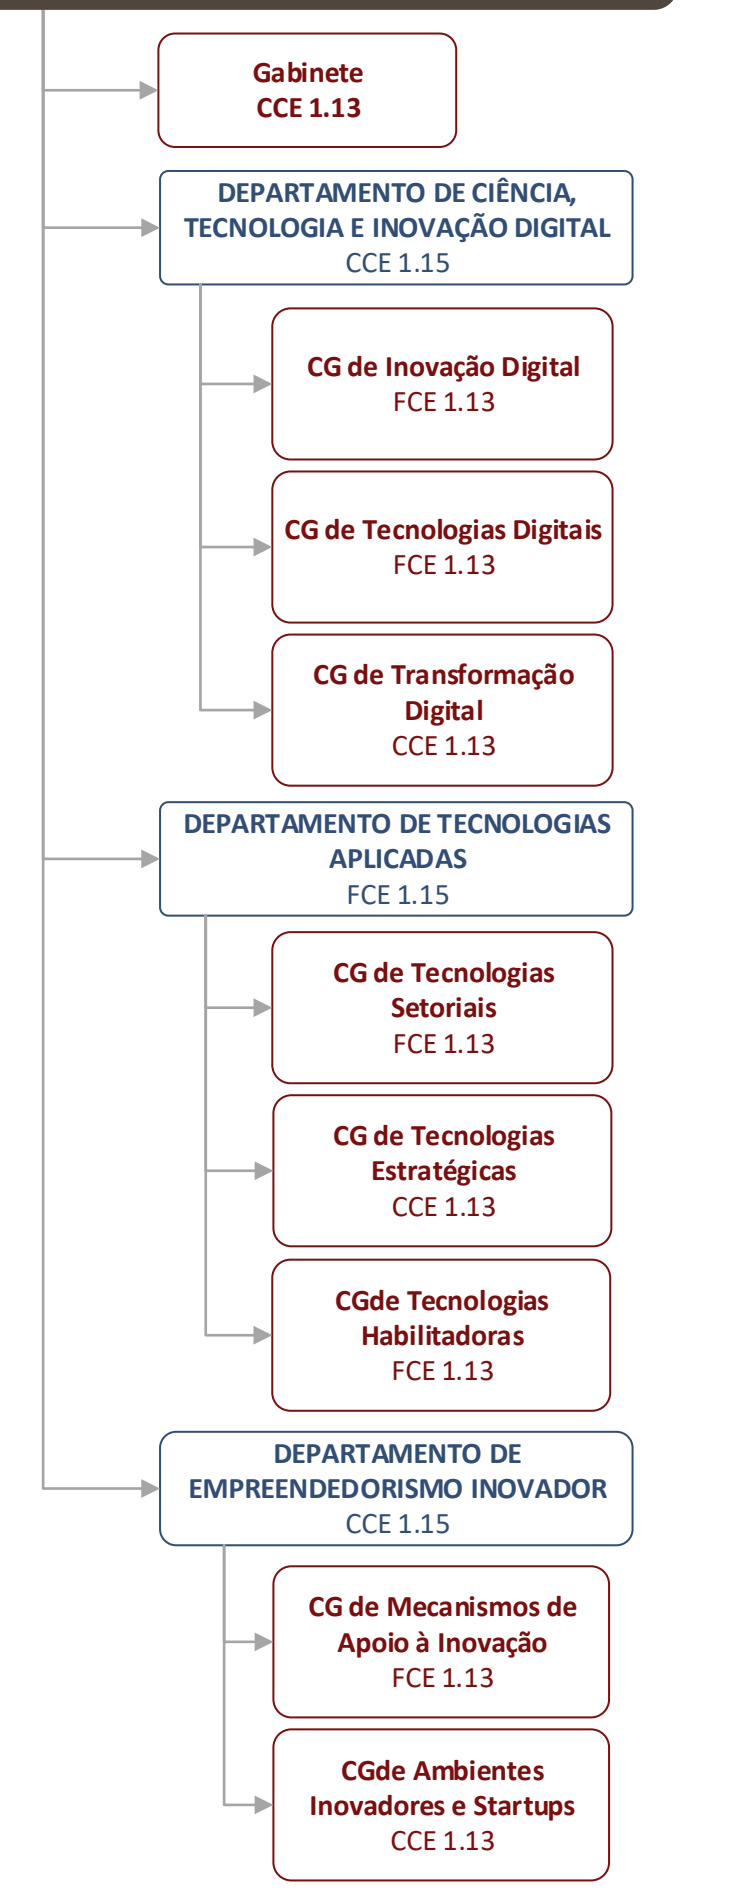 Gabinete
CCE 1.13
DEPARTAMENTO DE CIÊNCIA,
TECNOLOGIA E INOVAÇÃO DIGITAL
CCE 1.15
CG de Inovação Digital
FCE 1.13
CG de Tecnologias Digitais
FCE 1.13
CG de Transformação
Digital
CCE 1.13
DEPARTAMENTO DE TECNOLOGIAS
APLICADAS
FCE 1.15
CG de Tecnologias
Setoriais
FCE 1.13
CG de Tecnologias
Estratégicas
CCE 1.13
CGde Tecnologias
Habilitadoras
FCE 1.13
DEPARTAMENTO DE
EMPREENDEDORISMO INOVADOR
CCE 1.15
CG de Mecanismos de
Apoio à Inovação
FCE 1.13
CGde Ambientes
Inovadores e Startups
CCE 1.13